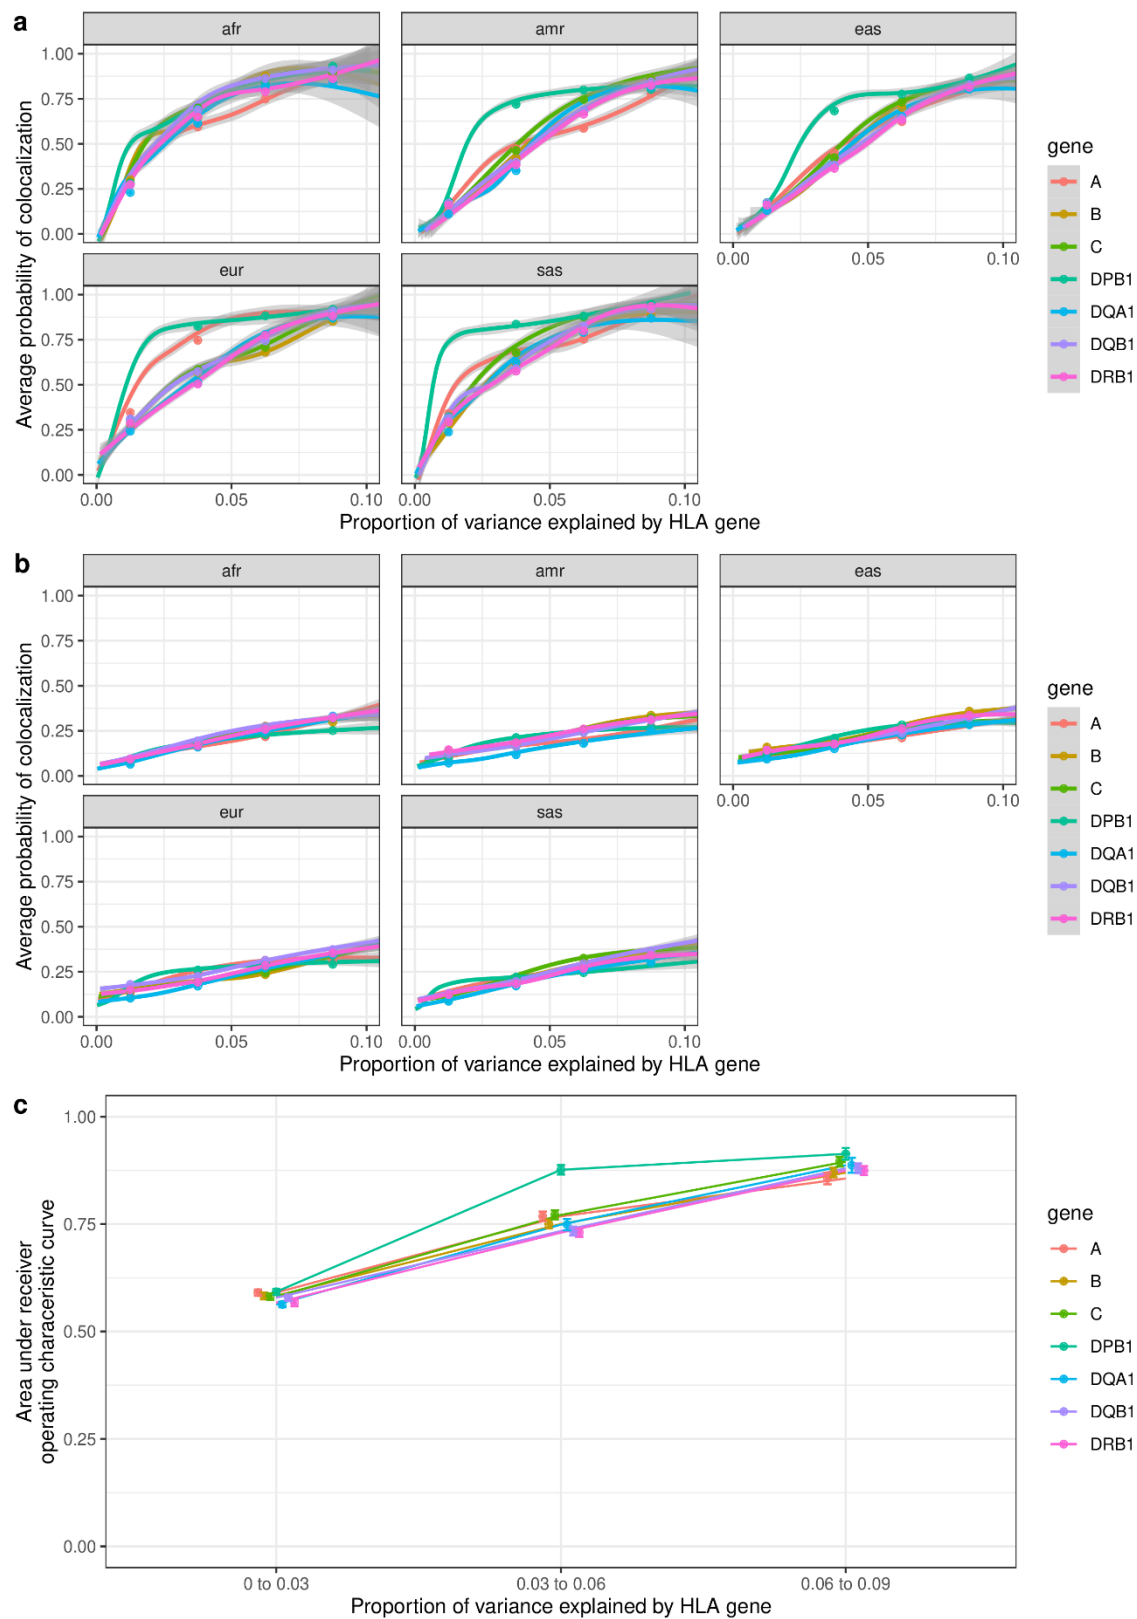 a
afr
amr
eas
1.00
0.75
0.50
0.25
0.00
0.00
0.05
0.10
eur
sas
1.00
0.75
0.50
0.25
0.00
0.00
0.05
0.10
0.00
0.05
0.10
Average probability of colocalization
Proportion of variance explained by HLA gene
gene
A
B
C
DPB1
DQA1
DQB1
DRB1
b
afr
amr
eas
1.00
0.75
0.50
0.25
0.00
0.00
0.05
0.10
eur
sas
1.00
0.75
0.50
0.25
0.00
0.00
0.05
0.10
0.00
0.05
0.10
Average probability of colocalization
Proportion of variance explained by HLA gene
gene
A
B
C
DPB1
DQA1
DQB1
DRB1
c
1.00
0.75
0.50
0.25
0.00
Area under receiver
operating characeristic curve
0 to 0.03
0.03 to 0.06
0.06 to 0.09
Proportion of variance explained by HLA gene
gene
A
B
C
DPB1
DQA1
DQB1
DRB1